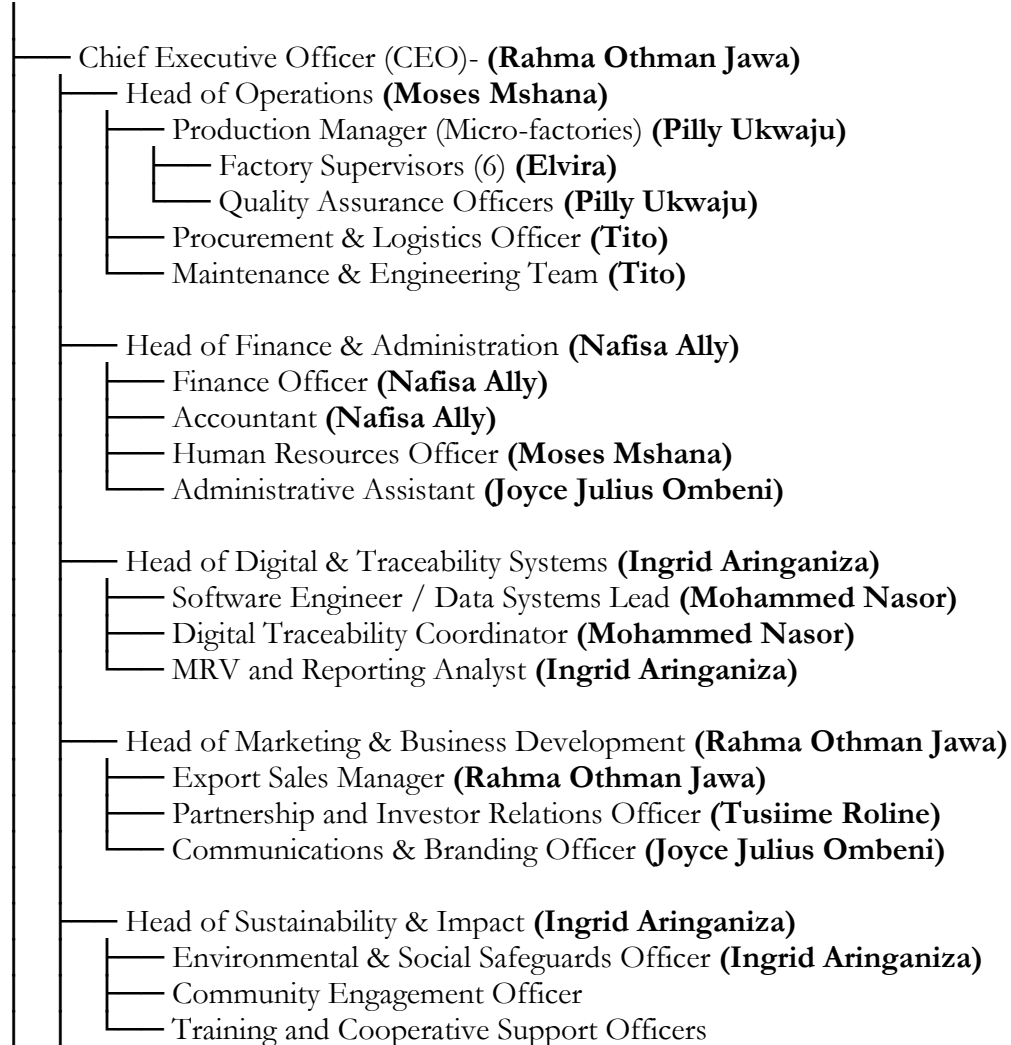 Chief Executive Officer (CEO)- (Rahma Othman Jawa)
Head of Operations (Moses Mshana)
Production Manager (Micro-factories) (Pilly Ukwaju)
Factory Supervisors (6) (Elvira)
Quality Assurance Officers (Pilly Ukwaju)
Procurement & Logistics Officer (Tito)
Maintenance & Engineering Team (Tito)
Head of Finance & Administration (Nafisa Ally)
Finance Officer (Nafisa Ally)
Accountant (Nafisa Ally)
Human Resources Officer (Moses Mshana)
Administrative Assistant (Joyce Julius Ombeni)
Head of Digital & Traceability Systems (Ingrid Aringaniza)
Software Engineer / Data Systems Lead (Mohammed Nasor)
Digital Traceability Coordinator (Mohammed Nasor)
MRV and Reporting Analyst (Ingrid Aringaniza)
Head of Marketing & Business Development (Rahma Othman Jawa)
Export Sales Manager (Rahma Othman Jawa)
Partnership and Investor Relations Officer (Tusiime Roline)
Communications & Branding Officer (Joyce Julius Ombeni)
Head of Sustainability & Impact (Ingrid Aringaniza)
Environmental & Social Safeguards Officer (Ingrid Aringaniza)
Community Engagement Officer
Training and Cooperative Support Officers